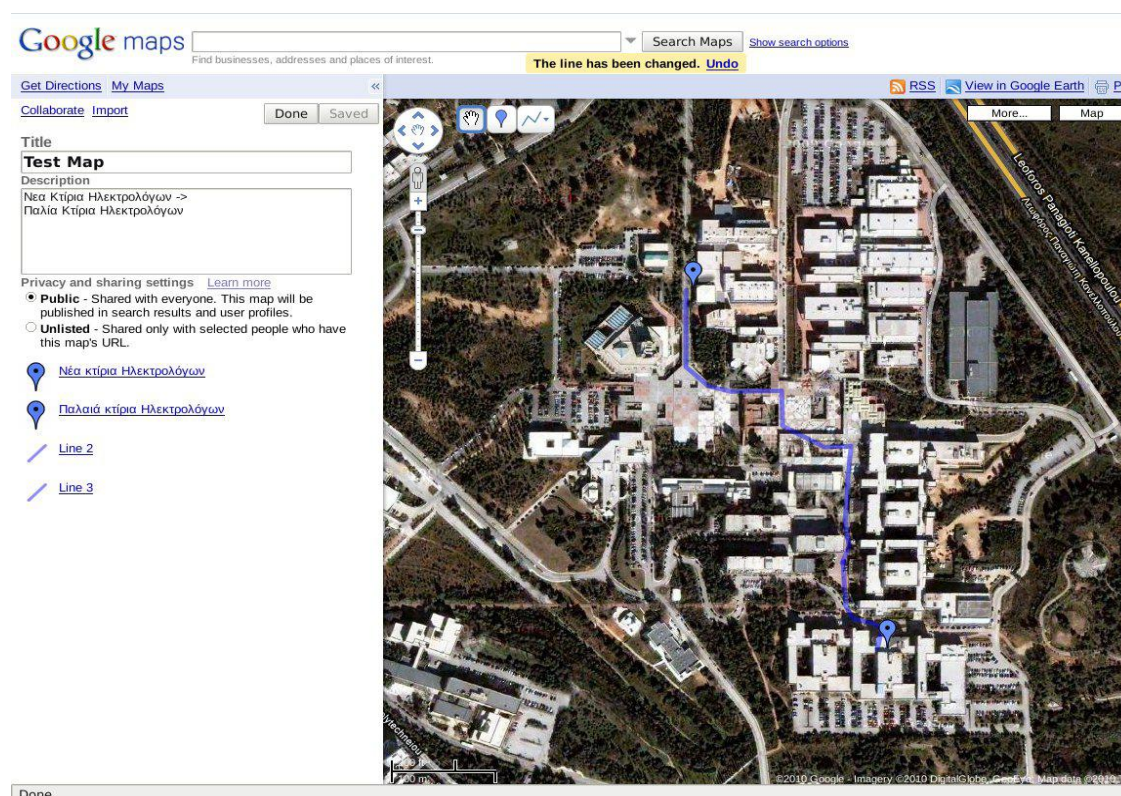 Google maps
Search Maps
Show search options
Find businesses, addresses and places of interest.
The line has been changed. Undo
Get Directions My Maps «
RSS View in Google Earth P
Collaborate Import
Done Saved
More... Map
Title
Test Map
Description
Νεα Κτίρια Ηλεκτρολόγων ->
Παλία Κτίρια Ηλεκτρολόγων
Privacy and sharing settings Learn more
Public - Shared with everyone. This map will be
published in search results and user profiles.
Unlisted - Shared only with selected people who have
this map's URL.
Νέα κτίρια Ηλεκτρολόγων
Παλαιά κτίρια Ηλεκτρολόγων
Line 2
Line 3
Leoforos Panagioti Kanellopoulou
Λεωφόρος Παναγιώτη Κανελλοπούλου
100 m
©2010 Google - Imagery ©2010 DigitalGlobe, GeoEye, Map data ©2010
Done